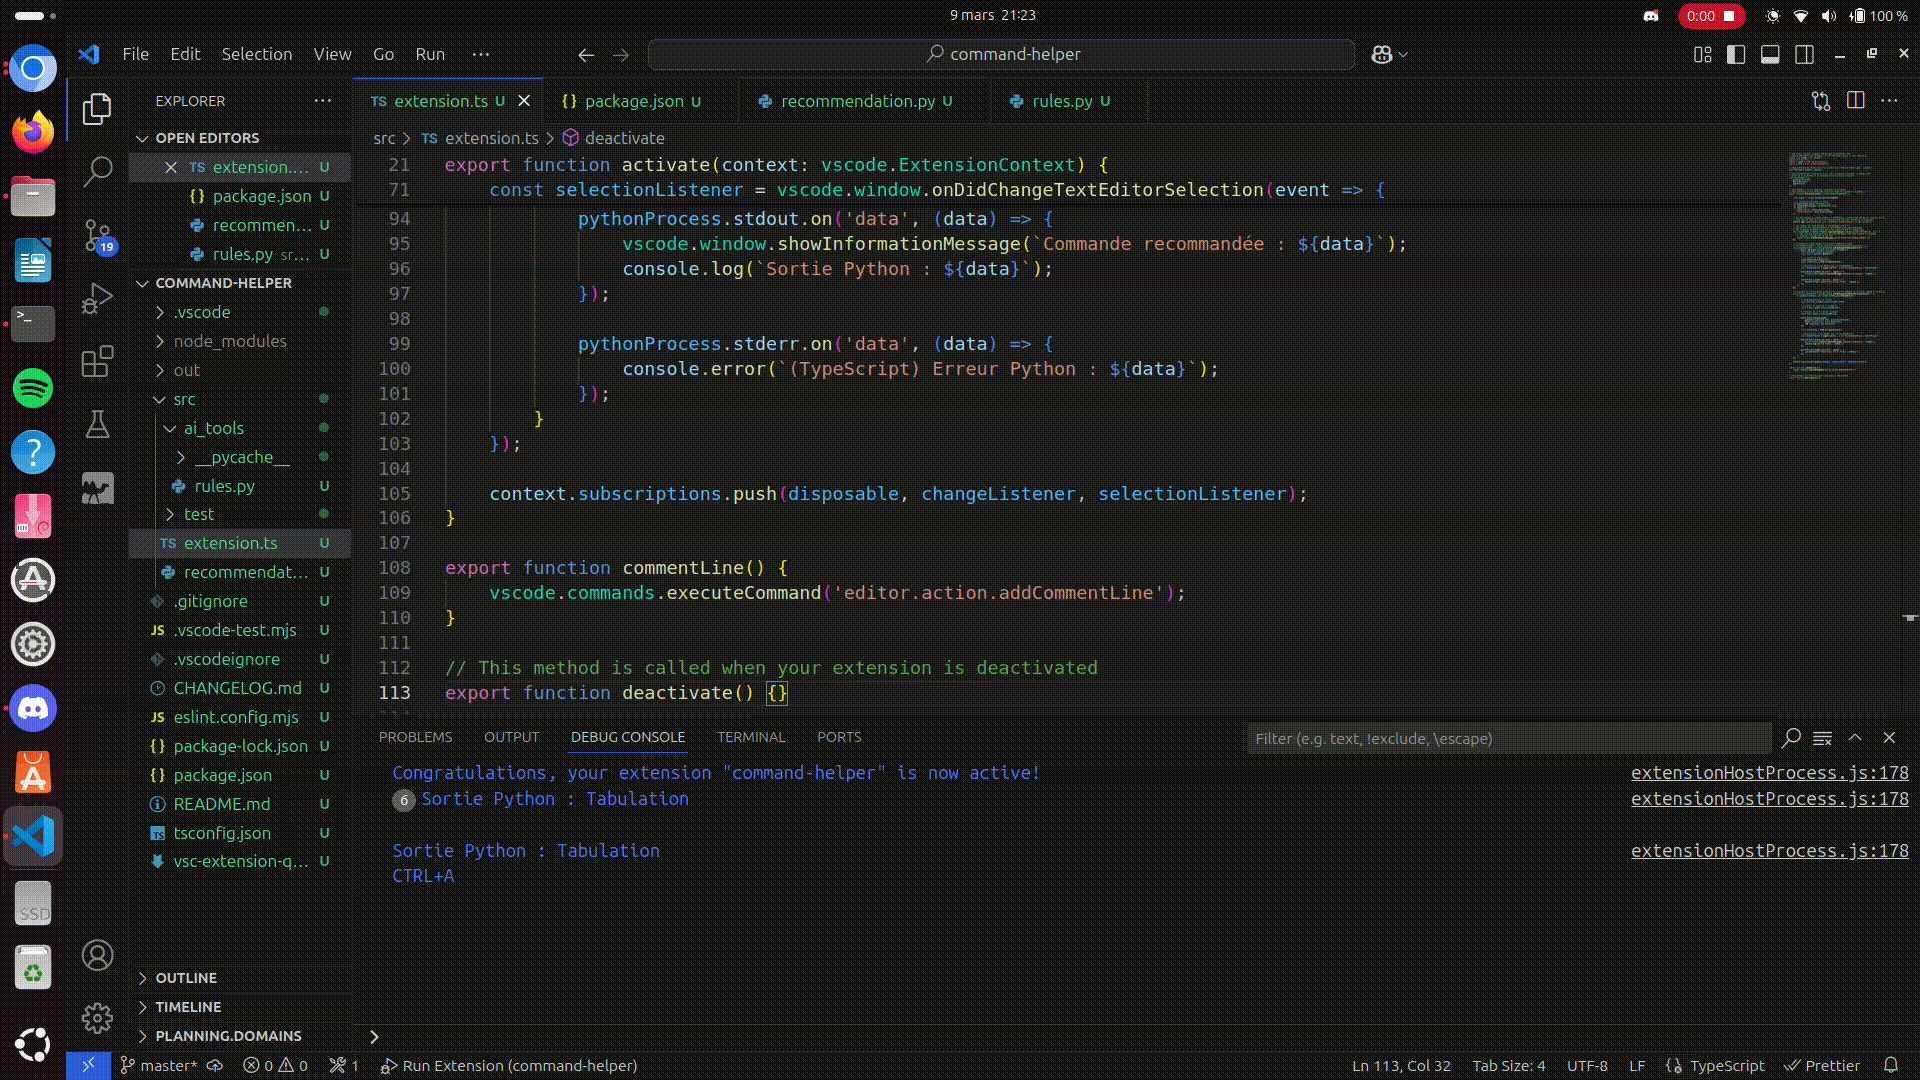 9 mars 21:23
0:00
100 %
File Edit Selection View Go Run ···
command-helper
EXPLORER ···
TS extension.ts U
{} package.json U
recommendation.py U
rules.py U
···
OPEN EDITORS
TS extension.... U
{} package.json U
recommen... U
rules.py sr... U
COMMAND-HELPER
.vscode
node_modules
out
src
ai_tools
__pycache__
rules.py U
test
TS extension.ts U
recommendat... U
.gitignore U
JS .vscode-test.mjs U
.vscodeignore U
CHANGELOG.md U
JS eslint.config.mjs U
{} package-lock.json U
{} package.json U
README.md U
TS tsconfig.json U
vsc-extension-q... U
OUTLINE
TIMELINE
PLANNING.DOMAINS
19
SSD
src > TS extension.ts > deactivate
21 export function activate(context: vscode.ExtensionContext) {
71 const selectionListener = vscode.window.onDidChangeTextEditorSelection(event => {
94 pythonProcess.stdout.on('data', (data) => {
95 vscode.window.showInformationMessage(`Commande recommandée : ${data}`);
96 console.log(`Sortie Python : ${data}`);
97 });
98
99 pythonProcess.stderr.on('data', (data) => {
100 console.error(`(TypeScript) Erreur Python : ${data}`);
101 });
102 }
103 });
104
105 context.subscriptions.push(disposable, changeListener, selectionListener);
106 }
107
108 export function commentLine() {
109 vscode.commands.executeCommand('editor.action.addCommentLine');
110 }
111
112 // This method is called when your extension is deactivated
113 export function deactivate() {}
PROBLEMS OUTPUT DEBUG CONSOLE TERMINAL PORTS
Filter (e.g. text, !exclude, \escape)
Congratulations, your extension "command-helper" is now active! extensionHostProcess.js:178
6 Sortie Python : Tabulation extensionHostProcess.js:178
Sortie Python : Tabulation extensionHostProcess.js:178
CTRL+A
>
master* 0 0 1 Run Extension (command-helper)
Ln 113, Col 32 Tab Size: 4 UTF-8 LF {} TypeScript Prettier